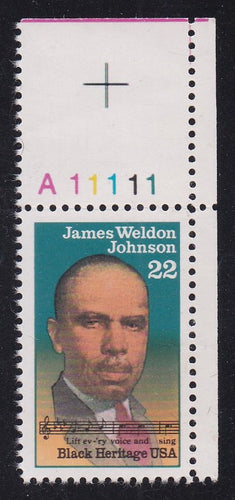 A11111
James Weldon
Johnson
22
Lift ev-'ry voice and sing
Black Heritage USA